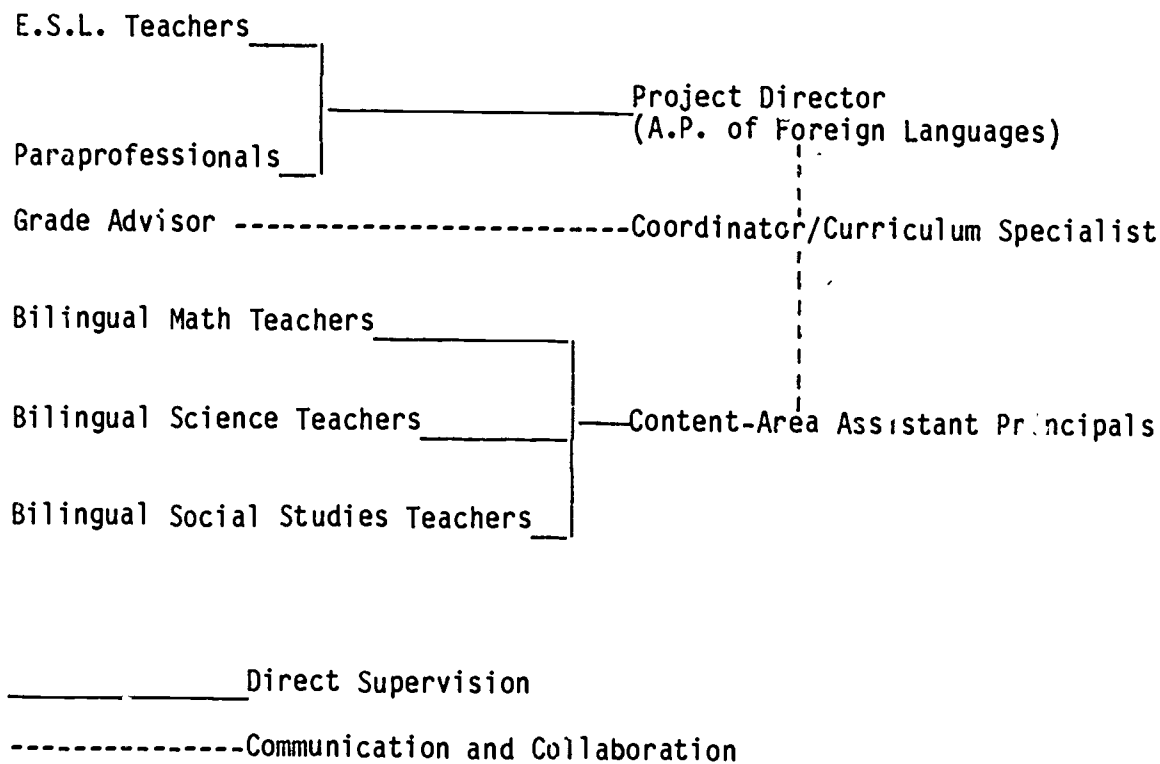 E.S.L. Teachers
Project Director
(A.P. of Foreign Languages)
Paraprofessionals
Grade Advisor
Coordinator/Curriculum Specialist
Bilingual Math Teachers
Bilingual Science Teachers
Content-Area Assistant Principals
Bilingual Social Studies Teachers
Direct Supervision
Communication and Collaboration